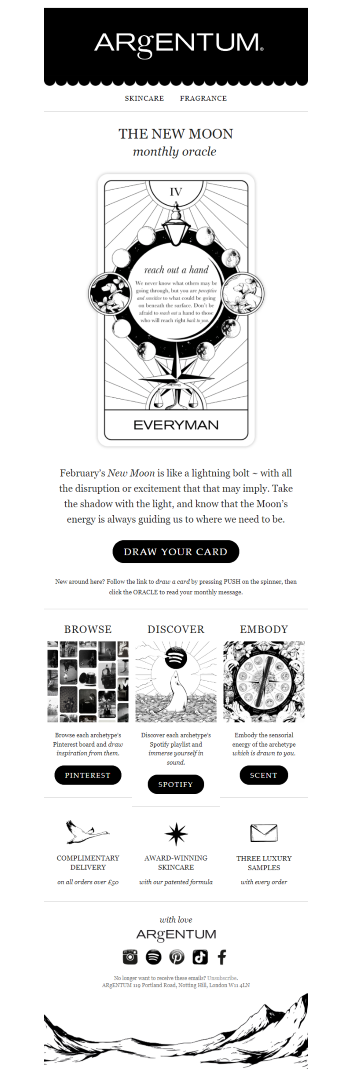 ARgENTUM®
SKINCARE FRAGRANCE
THE NEW MOON
monthly oracle
IV
reach out a hand
We never know what others may be
going through, but you are perceptive
and sensitive to what could be going
on beneath the surface. Don't be
afraid to reach out a hand to those
who will reach right back to you.
EVERYMAN
February's New Moon is like a lightning bolt – with all
the disruption or excitement that that may imply. Take
the shadow with the light, and know that the Moon's
energy is always guiding us to where we need to be.
DRAW YOUR CARD
New around here? Follow the link to draw a card by pressing PUSH on the spinner, then
click the ORACLE to read your monthly message.
BROWSE
Browse each archetype's
Pinterest board and draw
inspiration from them.
PINTEREST
DISCOVER
Discover each archetype's
Spotify playlist and
immerse yourself in
sound.
SPOTIFY
EMBODY
Embody the sensorial
energy of the archetype
which is drawn to you.
SCENT
COMPLIMENTARY
DELIVERY
on all orders over £50
AWARD-WINNING
SKINCARE
with our patented formula
THREE LUXURY
SAMPLES
with every order
with love
ARgENTUM
No longer want to receive these emails? Unsubscribe.
ARgENTUM 119 Portland Road, Notting Hill, London W11 4LN